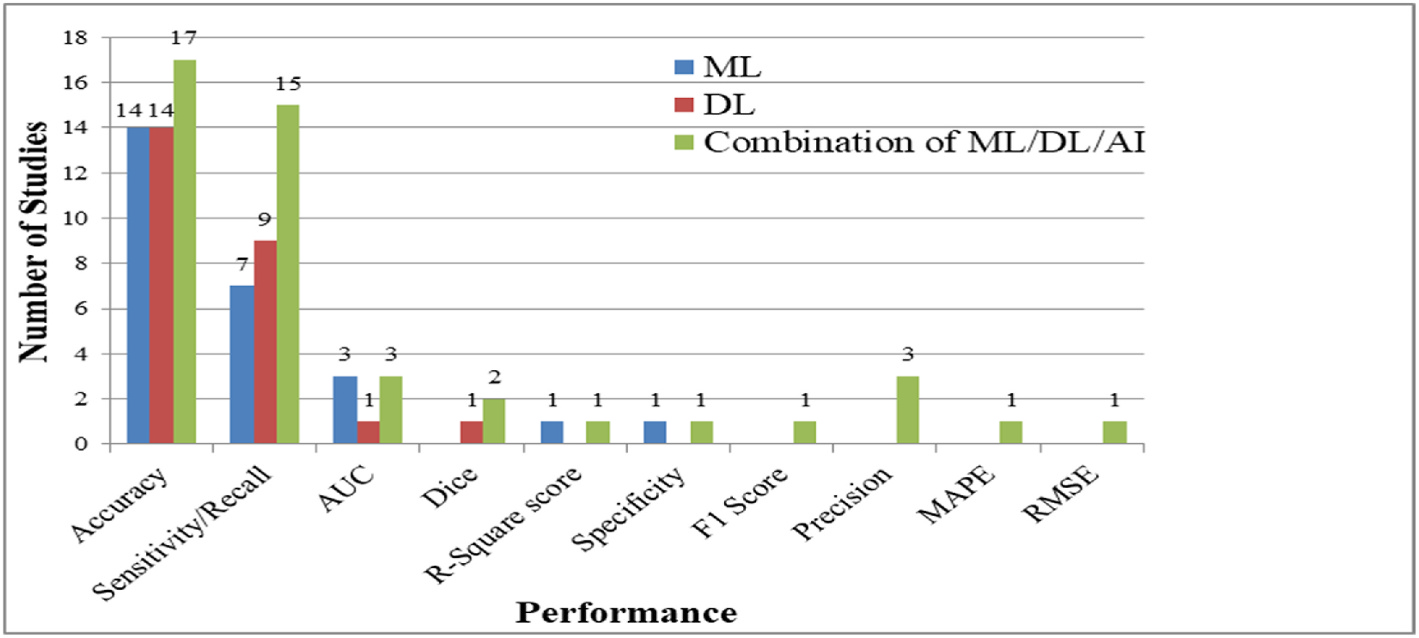 Number of Studies
18
16
14
12
10
8
6
4
2
0
14
14
17
7
9
15
3
1
3
1
2
1
1
1
1
1
3
1
1
ML
DL
Combination of ML/DL/AI
Accuracy
Sensitivity/Recall
AUC
Dice
R-Square score
Specificity
F1 Score
Precision
MAPE
RMSE
Performance